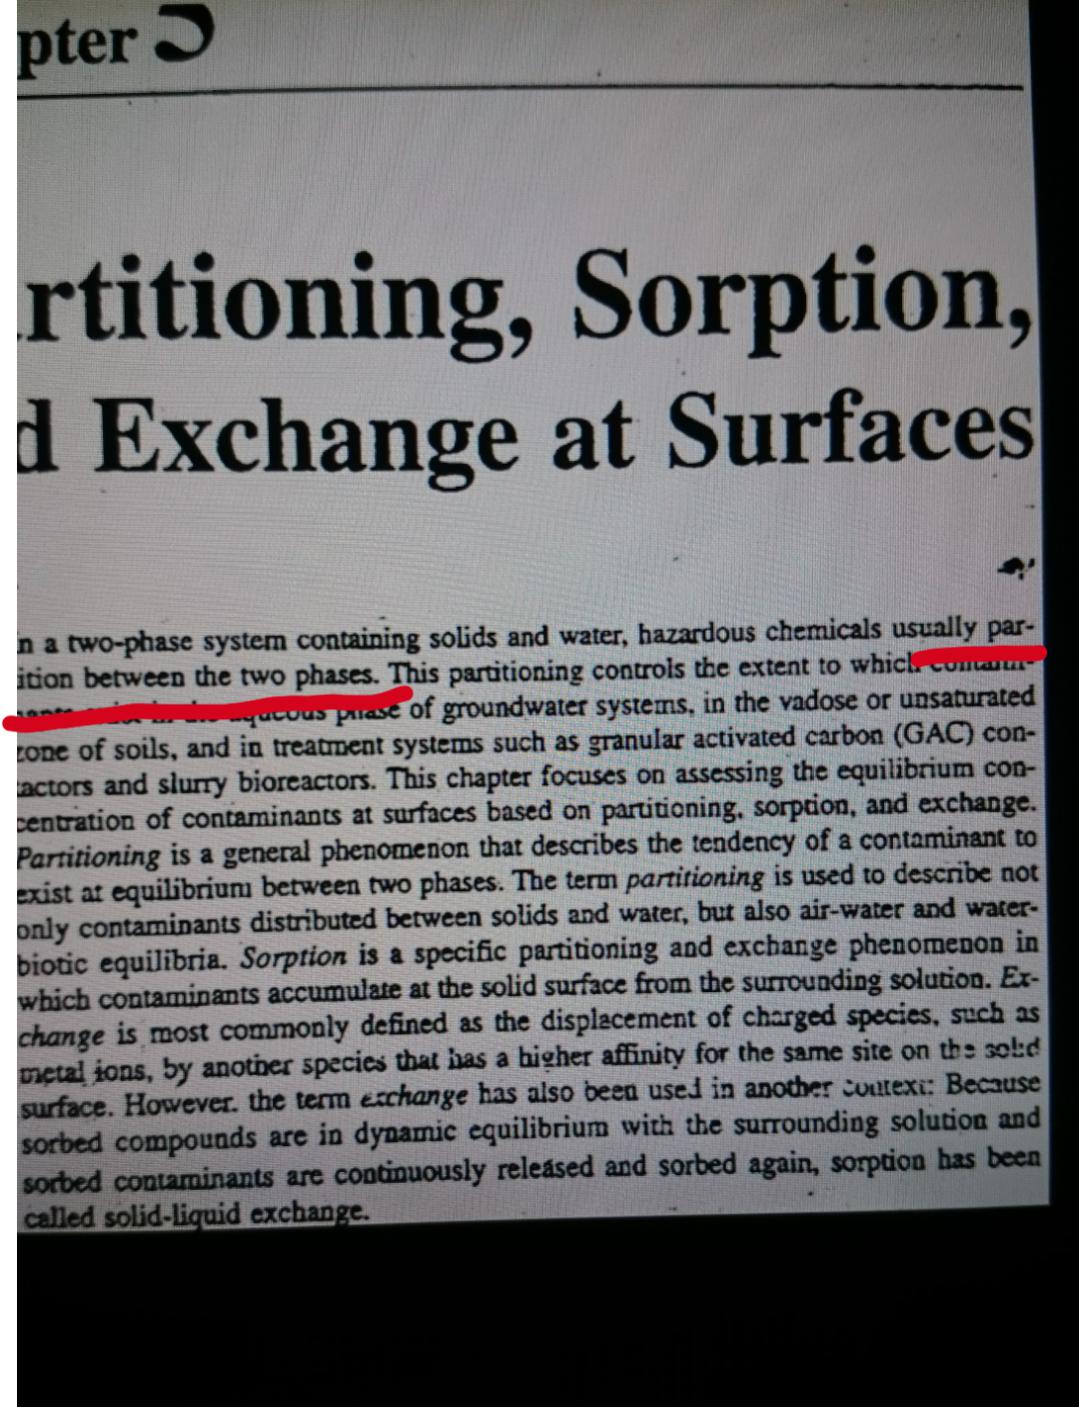 pter
rtitioning, Sorption,
d Exchange at Surfaces
n a two-phase system containing solids and water, hazardous chemicals usually par-
ition between the two phases. This partitioning controls the extent to which
phase of groundwater systems, in the vadose or unsaturated
zone of soils, and in treatment systems such as granular activated carbon (GAC) con-
actors and slurry bioreactors. This chapter focuses on assessing the equilibrium con-
centration of contaminants at surfaces based on partitioning, sorption, and exchange.
Partitioning is a general phenomenon that describes the tendency of a contaminant to
exist at equilibrium between two phases. The term partitioning is used to describe not
only contaminants distributed between solids and water, but also air-water and water-
biotic equilibria. Sorption is a specific partitioning and exchange phenomenon in
which contaminants accumulate at the solid surface from the surrounding solution. Ex-
change is most commonly defined as the displacement of charged species, such as
metal ions, by another species that has a higher affinity for the same site on the solid
surface. However. the term exchange has also been used in another context: Because
sorbed compounds are in dynamic equilibrium with the surrounding solution and
sorbed contaminants are continuously released and sorbed again, sorption has been
called solid-liquid exchange.